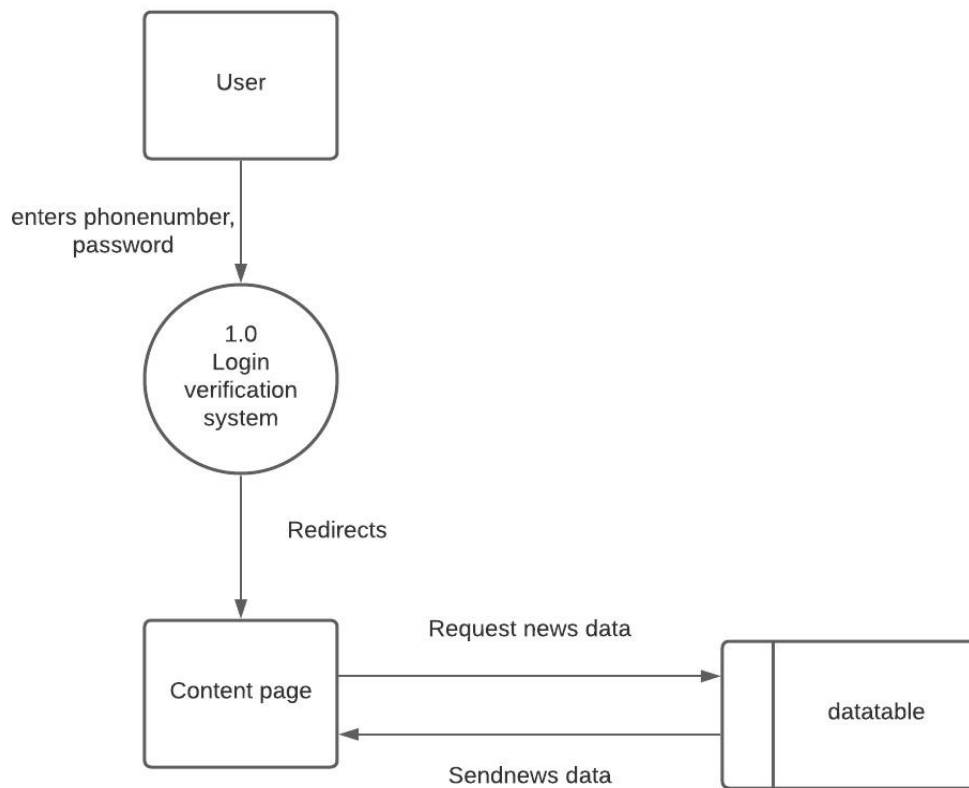 User
enters phonenumber,
password
1.0
Login
verification
system
Redirects
Request news data
Content page
datatable
Sendnews data